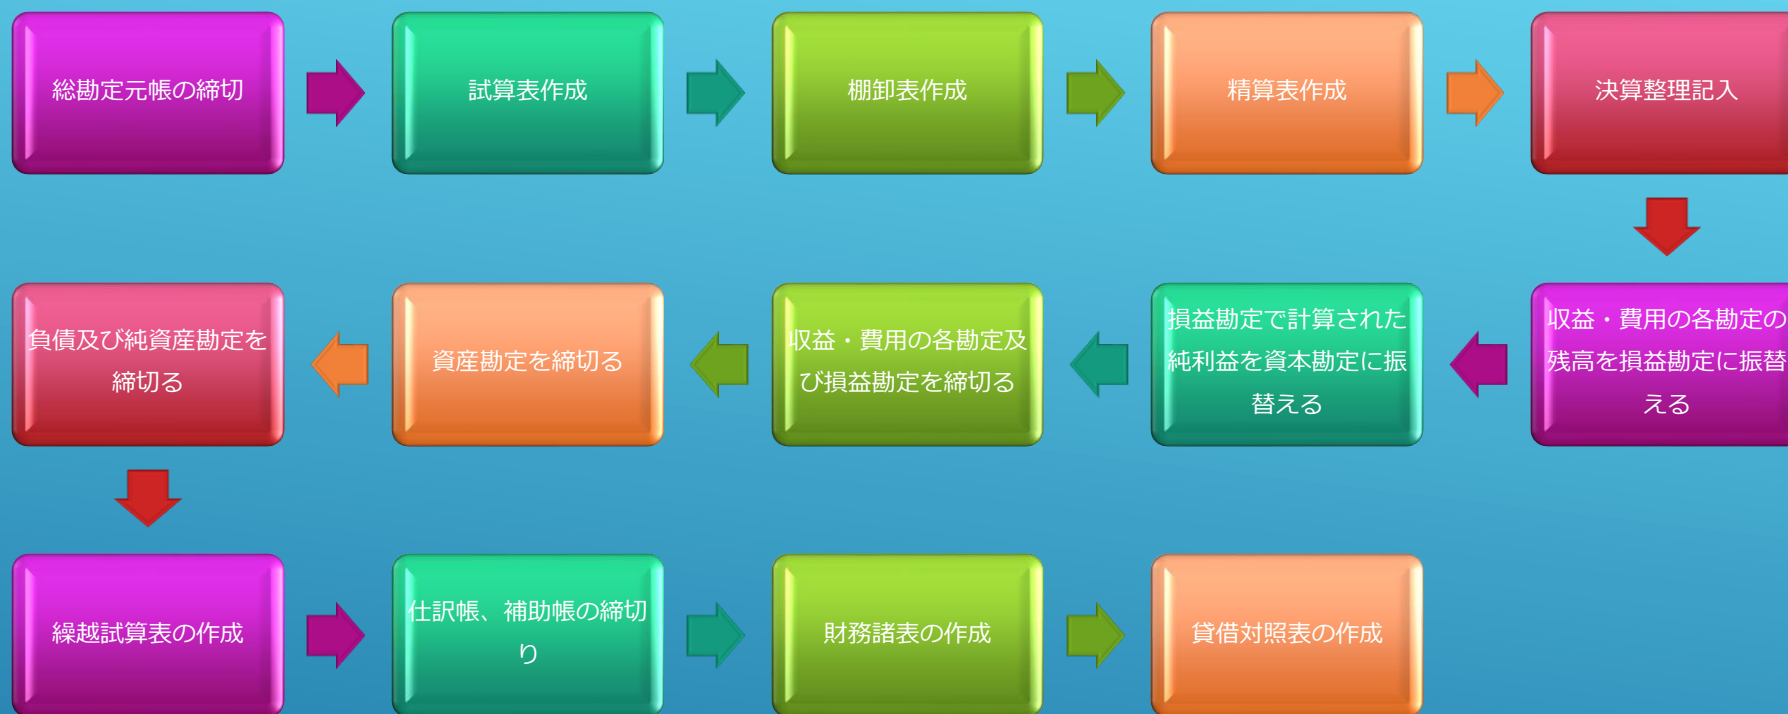 総勘定元帳の締切
試算表作成
棚卸表作成
精算表作成
決算整理記入
収益・費用の各勘定の
残高を損益勘定に振替
える
損益勘定で計算された
純利益を資本勘定に振
替える
収益・費用の各勘定及
び損益勘定を締切る
資産勘定を締切る
負債及び純資産勘定を
締切る
繰越試算表の作成
仕訳帳、補助帳の締切
り
財務諸表の作成
貸借対照表の作成